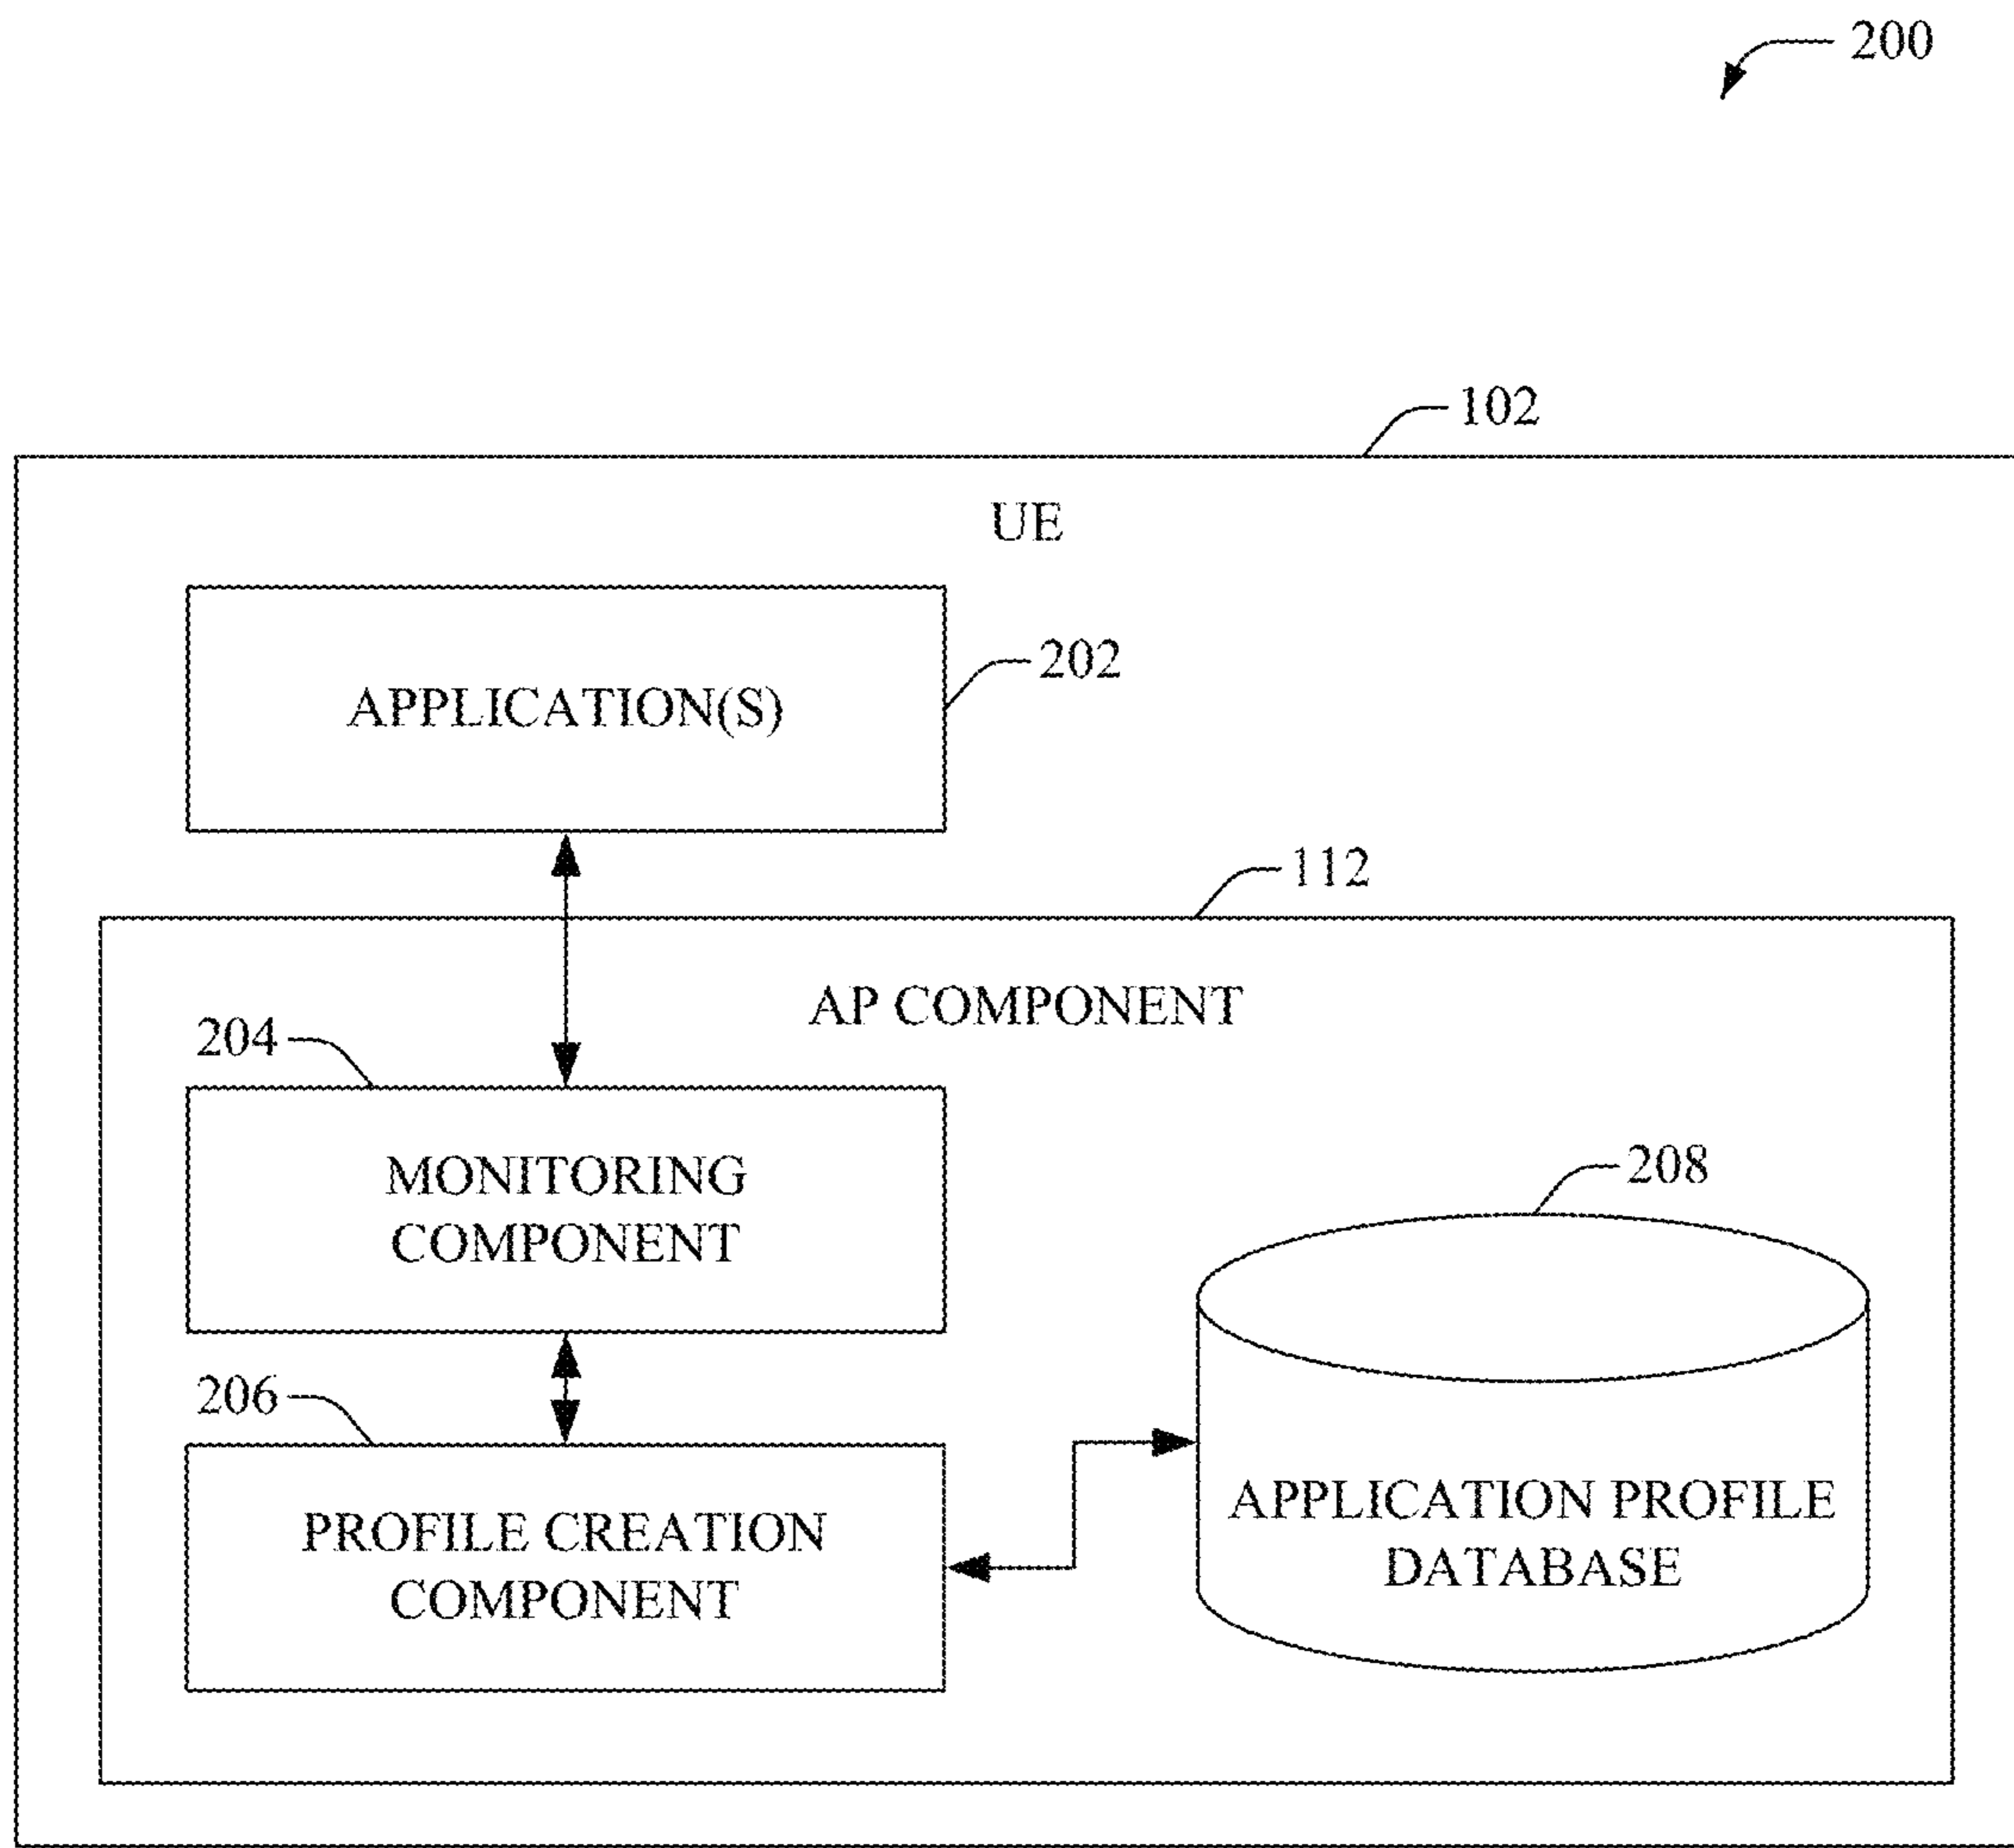 200
102
UE
202
APPLICATION(S)
112
AP COMPONENT
204
MONITORING
COMPONENT
208
206
PROFILE CREATION
COMPONENT
APPLICATION PROFILE
DATABASE